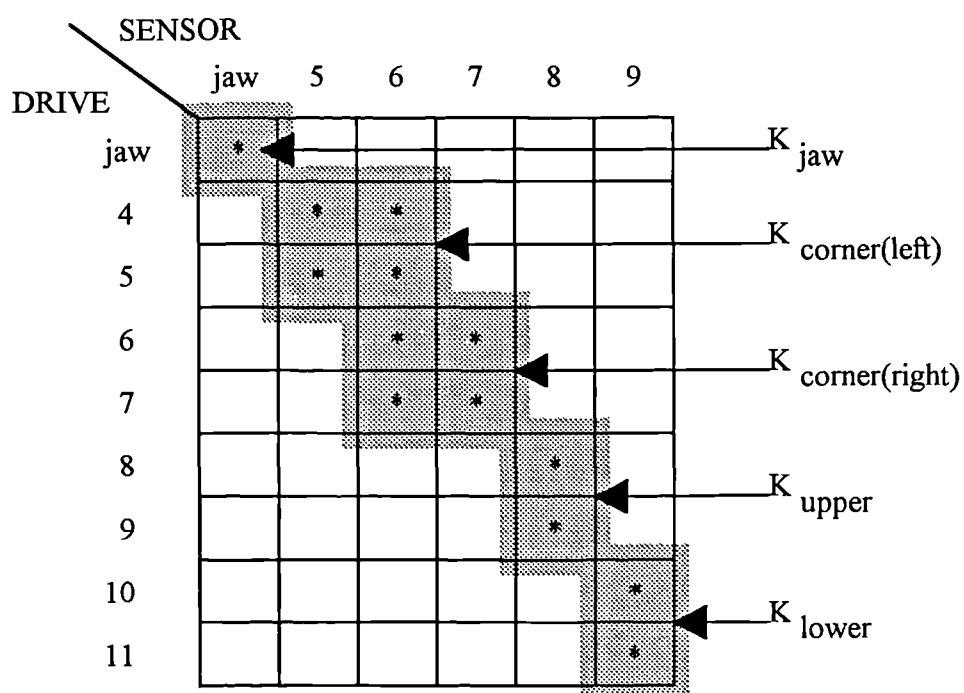 SENSOR
jaw 5 6 7 8 9
DRIVE
jaw * K jaw
4 * *
K corner(left)
5 * *
6 * *
K corner(right)
7 * *
8 *
K upper
9 *
10 *
K lower
11 *